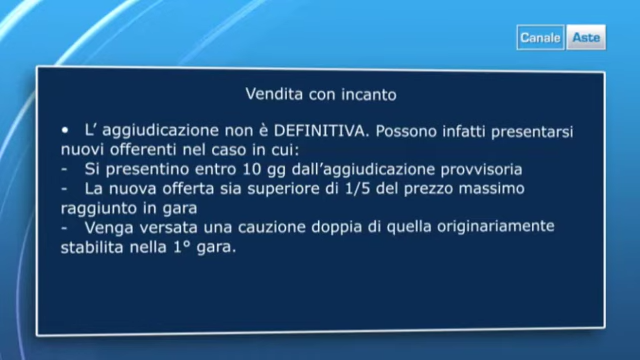 Canale Aste
Vendita con incanto
• L' aggiudicazione non è DEFINITIVA. Possono infatti presentarsi
nuovi offerenti nel caso in cui:
- Si presentino entro 10 gg dall'aggiudicazione provvisoria
- La nuova offerta sia superiore di 1/5 del prezzo massimo
raggiunto in gara
- Venga versata una cauzione doppia di quella originariamente
stabilita nella 1° gara.